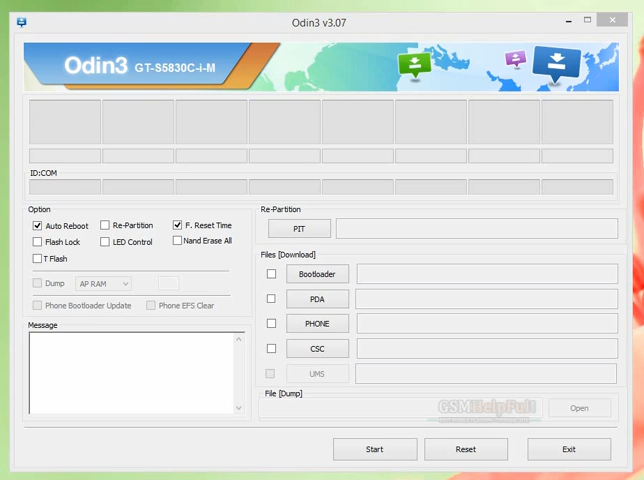 Odin3 v3.07
Odin3 GT-S5830C-i-M
ID:COM
Option
Auto Reboot Re-Partition F. Reset Time
Flash Lock LED Control Nand Erase All
T Flash
Dump AP RAM
Phone Bootloader Update Phone EFS Clear
Message
Re-Partition
PIT
Files [Download]
Bootloader
PDA
PHONE
CSC
UMS
File [Dump]
GSMHelpFul!
Open
Start Reset Exit